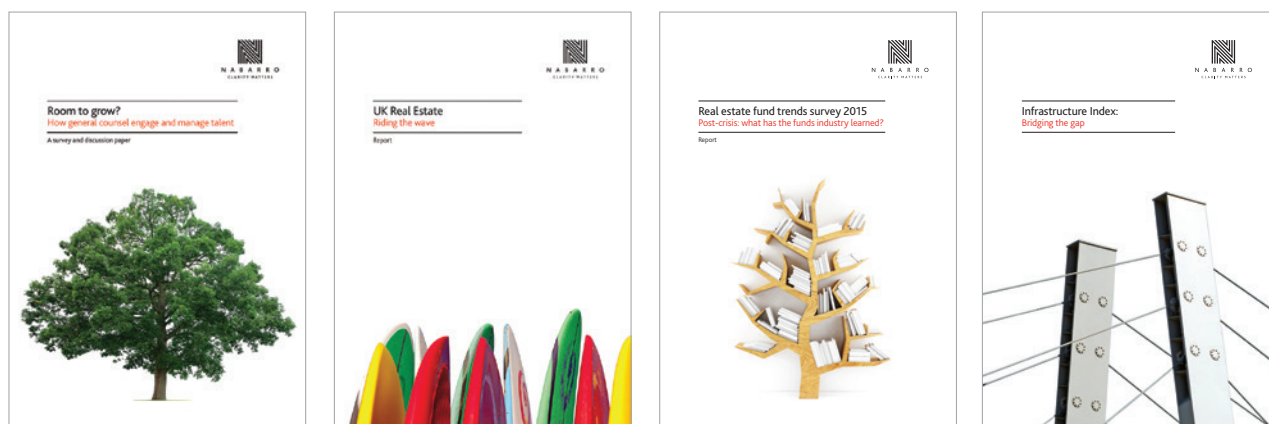 NABARRO
CLARITY MATTERS
Room to grow?
How general counsel engage and manage talent
A survey and discussion paper
NABARRO
CLARITY MATTERS
UK Real Estate
Riding the wave
Report
NABARRO
CLARITY MATTERS
Real estate fund trends survey 2015
Post-crisis: what has the funds industry learned?
Report
NABARRO
CLARITY MATTERS
Infrastructure Index:
Bridging the gap